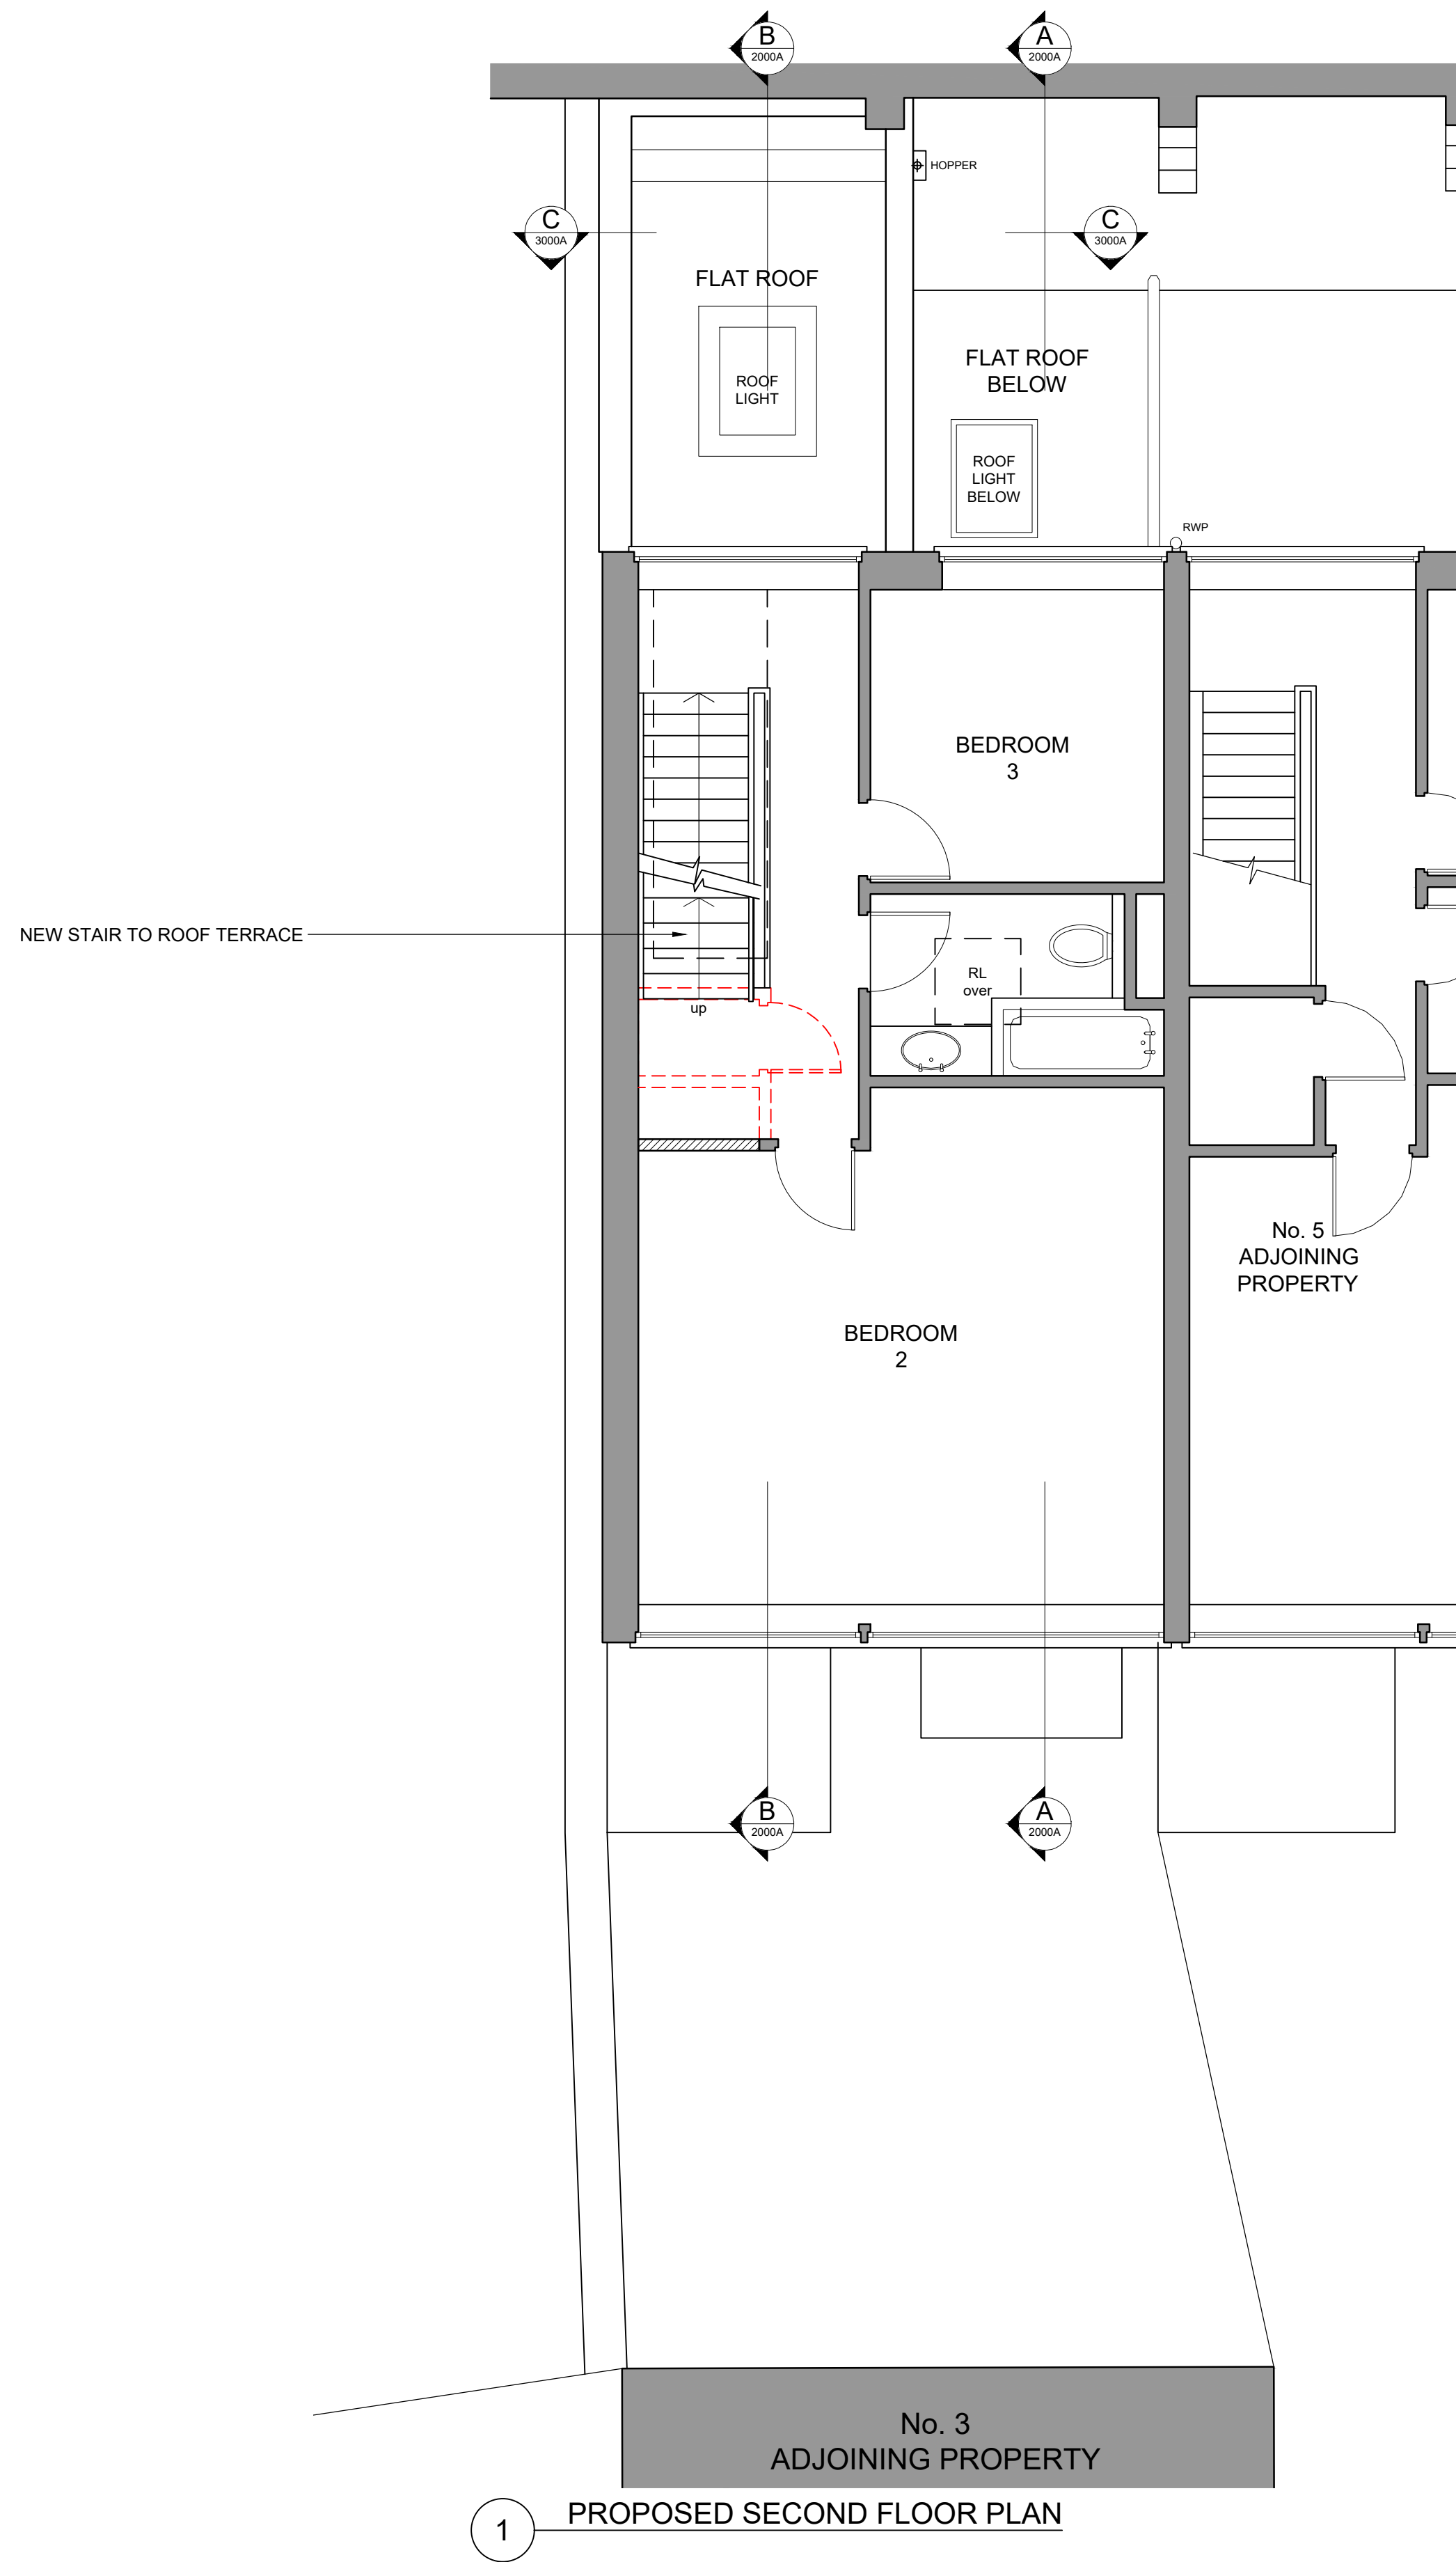 B
2000A
A
2000A
HOPPER
C
3000A
C
3000A
FLAT ROOF
FLAT ROOF
BELOW
ROOF
LIGHT
ROOF
LIGHT
BELOW
RWP
BEDROOM
3
NEW STAIR TO ROOF TERRACE
RL
over
up
No. 5
ADJOINING
PROPERTY
BEDROOM
2
B
2000A
A
2000A
No. 3
ADJOINING PROPERTY
1
PROPOSED SECOND FLOOR PLAN